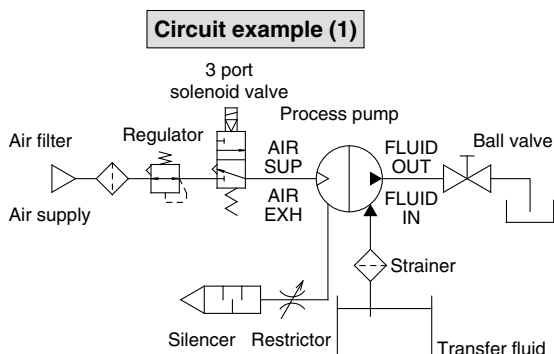 Circuit example (1)
3 port
solenoid valve
Process pump
Air filter
Regulator
AIR
SUP
FLUID
OUT
Ball valve
Air supply
AIR
EXH
FLUID
IN
Strainer
Silencer
Restrictor
Transfer fluid